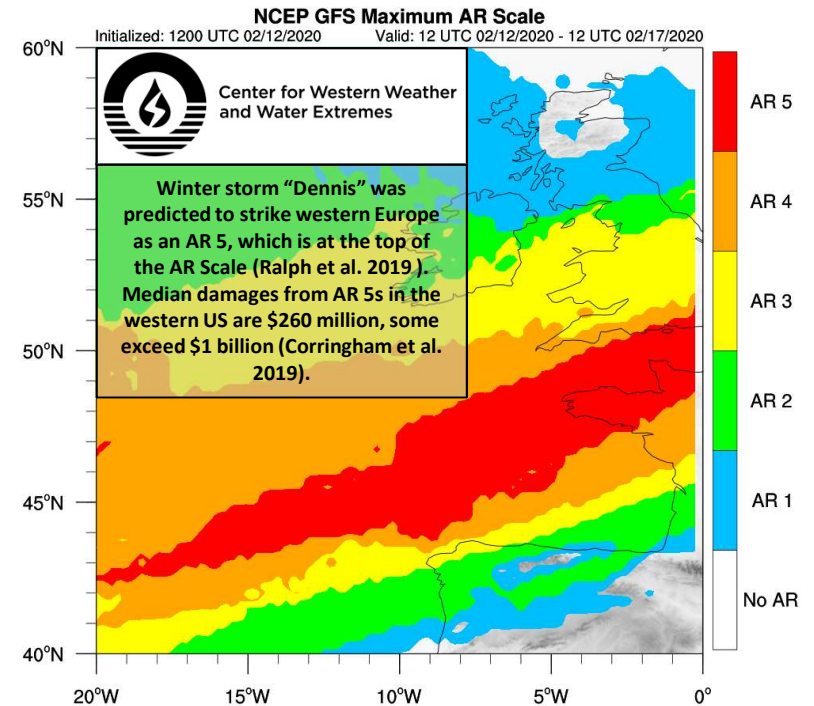 NCEP GFS Maximum AR Scale
Initialized: 1200 UTC 02/12/2020 Valid: 12 UTC 02/12/2020 - 12 UTC 02/17/2020
60°N
Center for Western Weather
and Water Extremes
Winter storm “Dennis” was
predicted to strike western Europe
as an AR 5, which is at the top of
the AR Scale (Ralph et al. 2019 ).
Median damages from AR 5s in the
western US are $260 million, some
exceed $1 billion (Corringham et al.
2019).
55°N
50°N
45°N
40°N
20°W
15°W
10°W
5°W
0°
AR 5
AR 4
AR 3
AR 2
AR 1
No AR